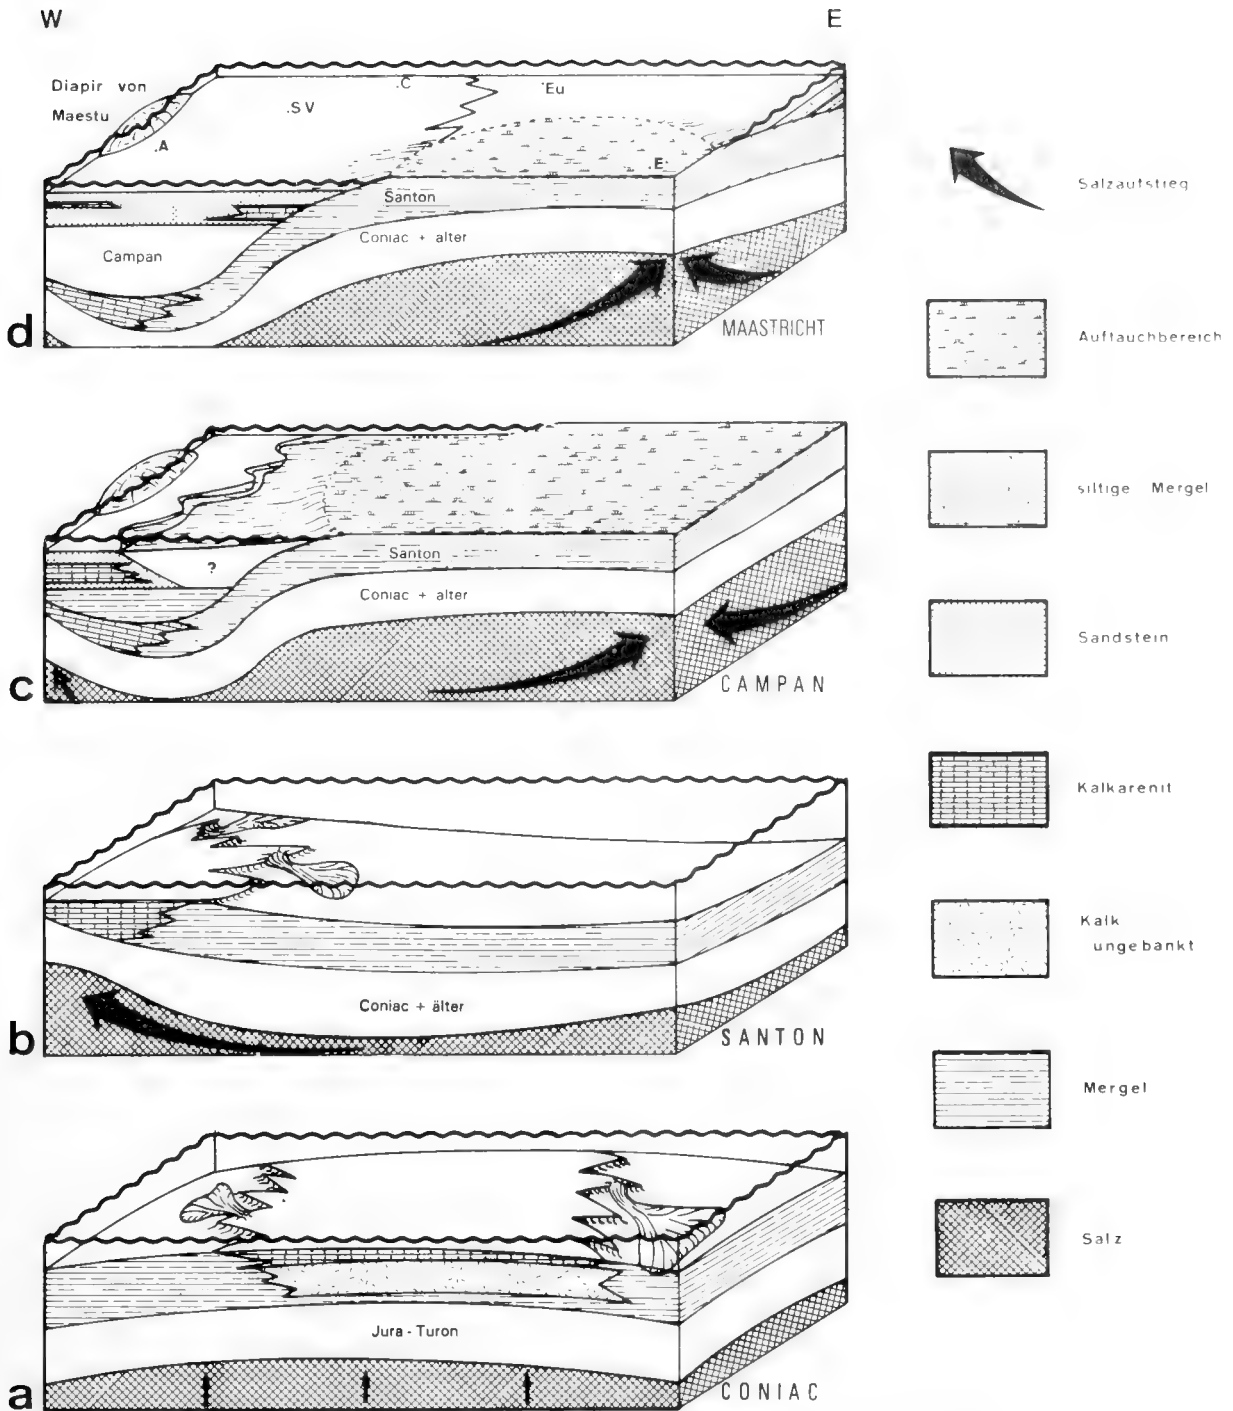 W
E
Diapir von
Maestu
.A
.SV
.C
.Eu
.E.
Santon
Coniac + alter
Campan
d
MAASTRICHT
?
Santon
Coniac + alter
c
CAMPAN
Coniac + älter
b
SANTON
Jura - Turon
a
CONIAC
Salzaufstieg
Auftauchbereich
siltige Mergel
Sandstein
Kalkarenit
Kalk
ungebankt
Mergel
Salz